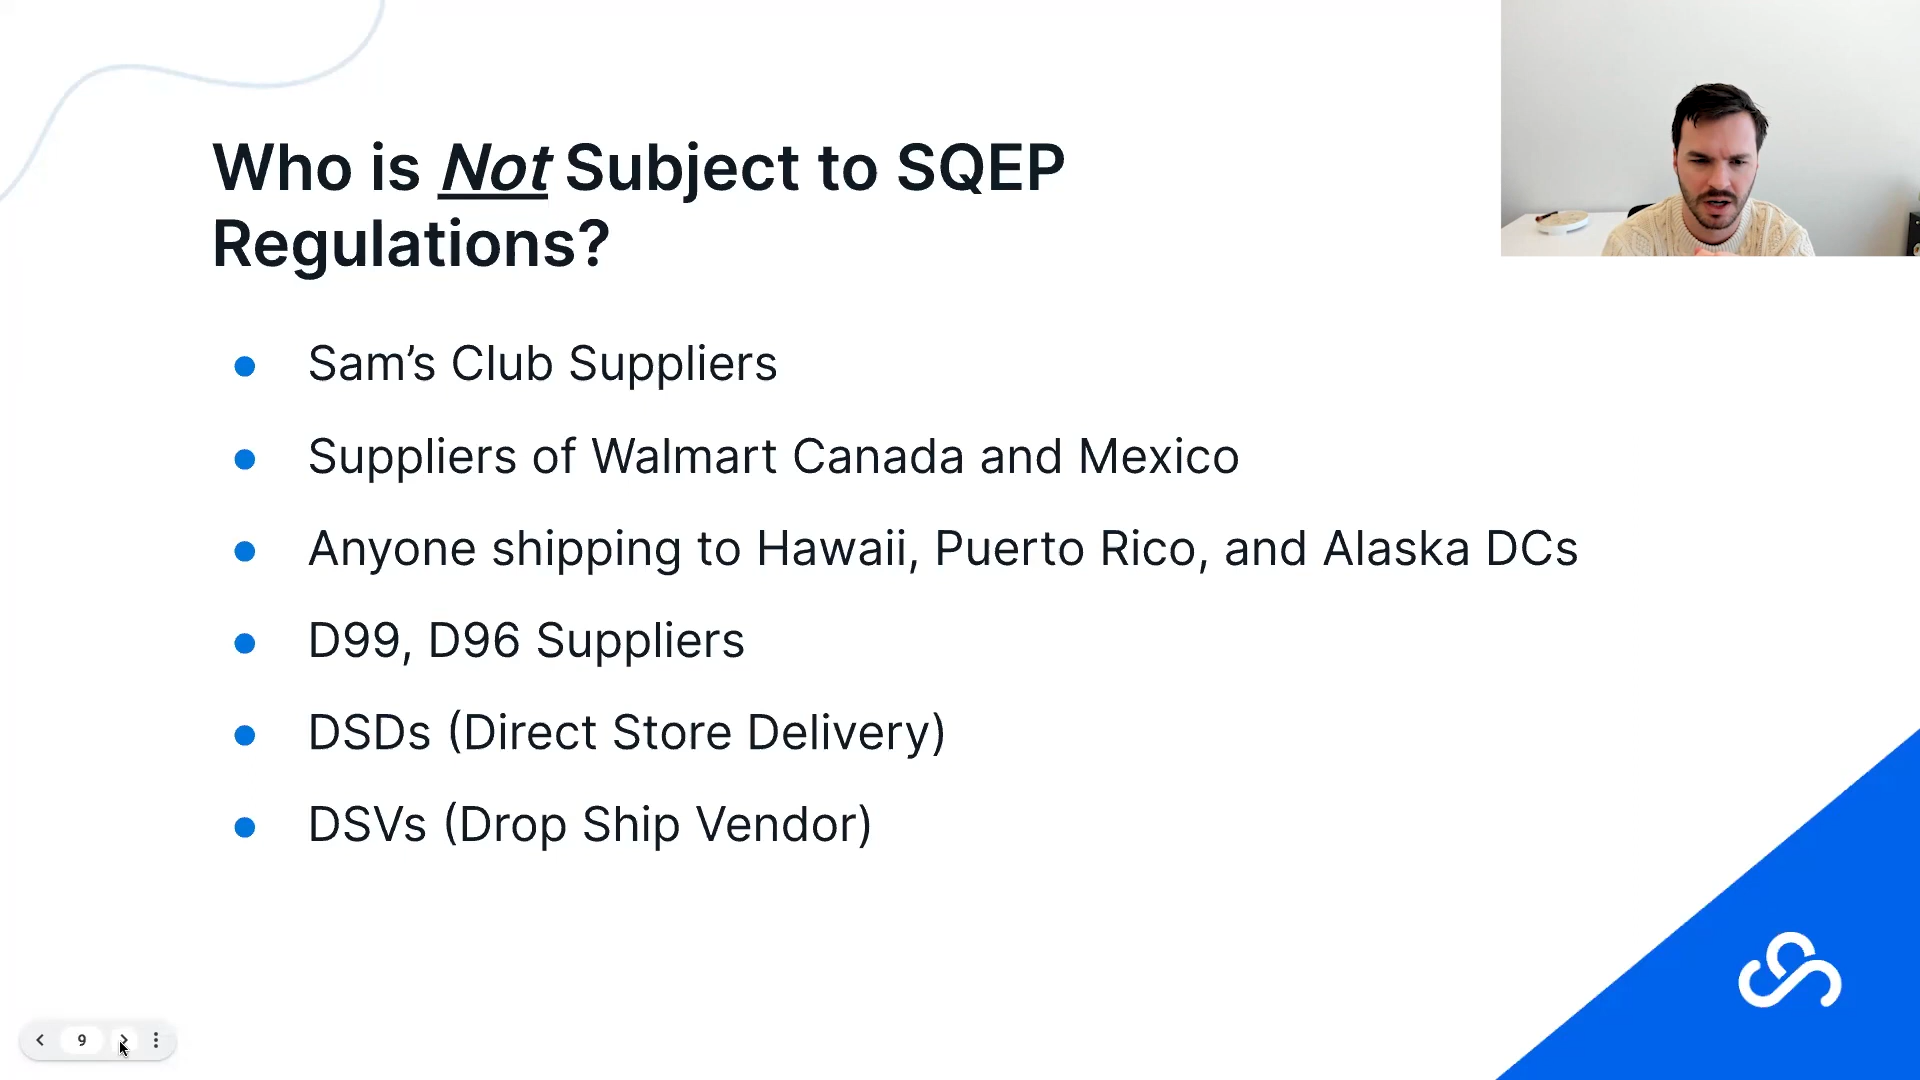 Who is Not Subject to SQEP
Regulations?
● Sam’s Club Suppliers
● Suppliers of Walmart Canada and Mexico
● Anyone shipping to Hawaii, Puerto Rico, and Alaska DCs
● D99, D96 Suppliers
● DSDs (Direct Store Delivery)
● DSVs (Drop Ship Vendor)
9